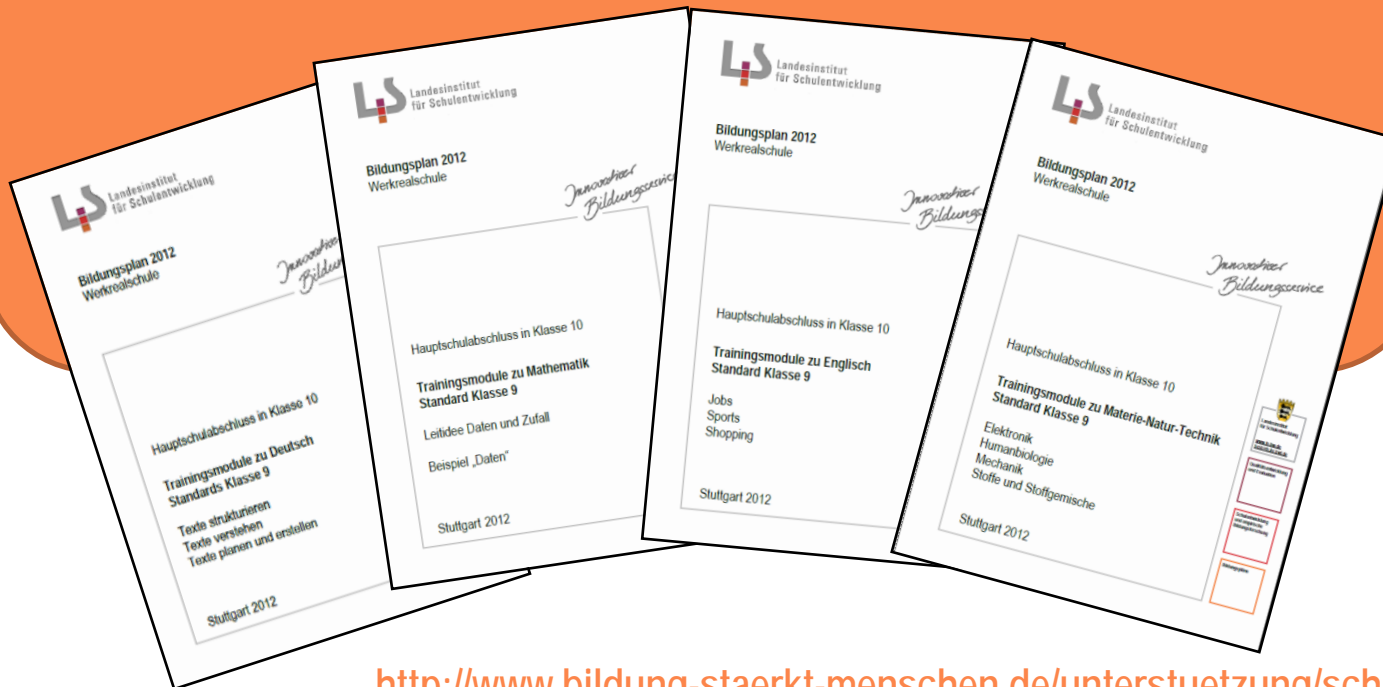 Landesinstitut
für Schulentwicklung
Bildungsplan 2012
Werkrealschule
Innovativer
Hauptschulabschluss in Klasse 10
Trainingsmodule zu Deutsch
Standards Klasse 9
Texte strukturieren
Texte verstehen
Texte planen und erstellen
Stuttgart 2012
Landesinstitut
für Schulentwicklung
Bildungsplan 2012
Werkrealschule
Innovativer
Hauptschulabschluss in Klasse 10
Trainingsmodule zu Mathematik
Standard Klasse 9
Leitidee Daten und Zufall
Beispiel „Daten“
Stuttgart 2012
Landesinstitut
für Schulentwicklung
Bildungsplan 2012
Werkrealschule
Innovativer
Hauptschulabschluss in Klasse 10
Trainingsmodule zu Englisch
Standard Klasse 9
Jobs
Sports
Shopping
Stuttgart 2012
Landesinstitut
für Schulentwicklung
Bildungsplan 2012
Werkrealschule
Innovativer
Bildungsservice
Hauptschulabschluss in Klasse 10
Trainingsmodule zu Materie-Natur-Technik
Standard Klasse 9
Elektronik
Humanbiologie
Mechanik
Stoffe und Stoffgemische
Stuttgart 2012
Landesinstitut
für Schulentwicklung
http://www.bildung-staerkt-menschen.de/unterstuetzung/sch